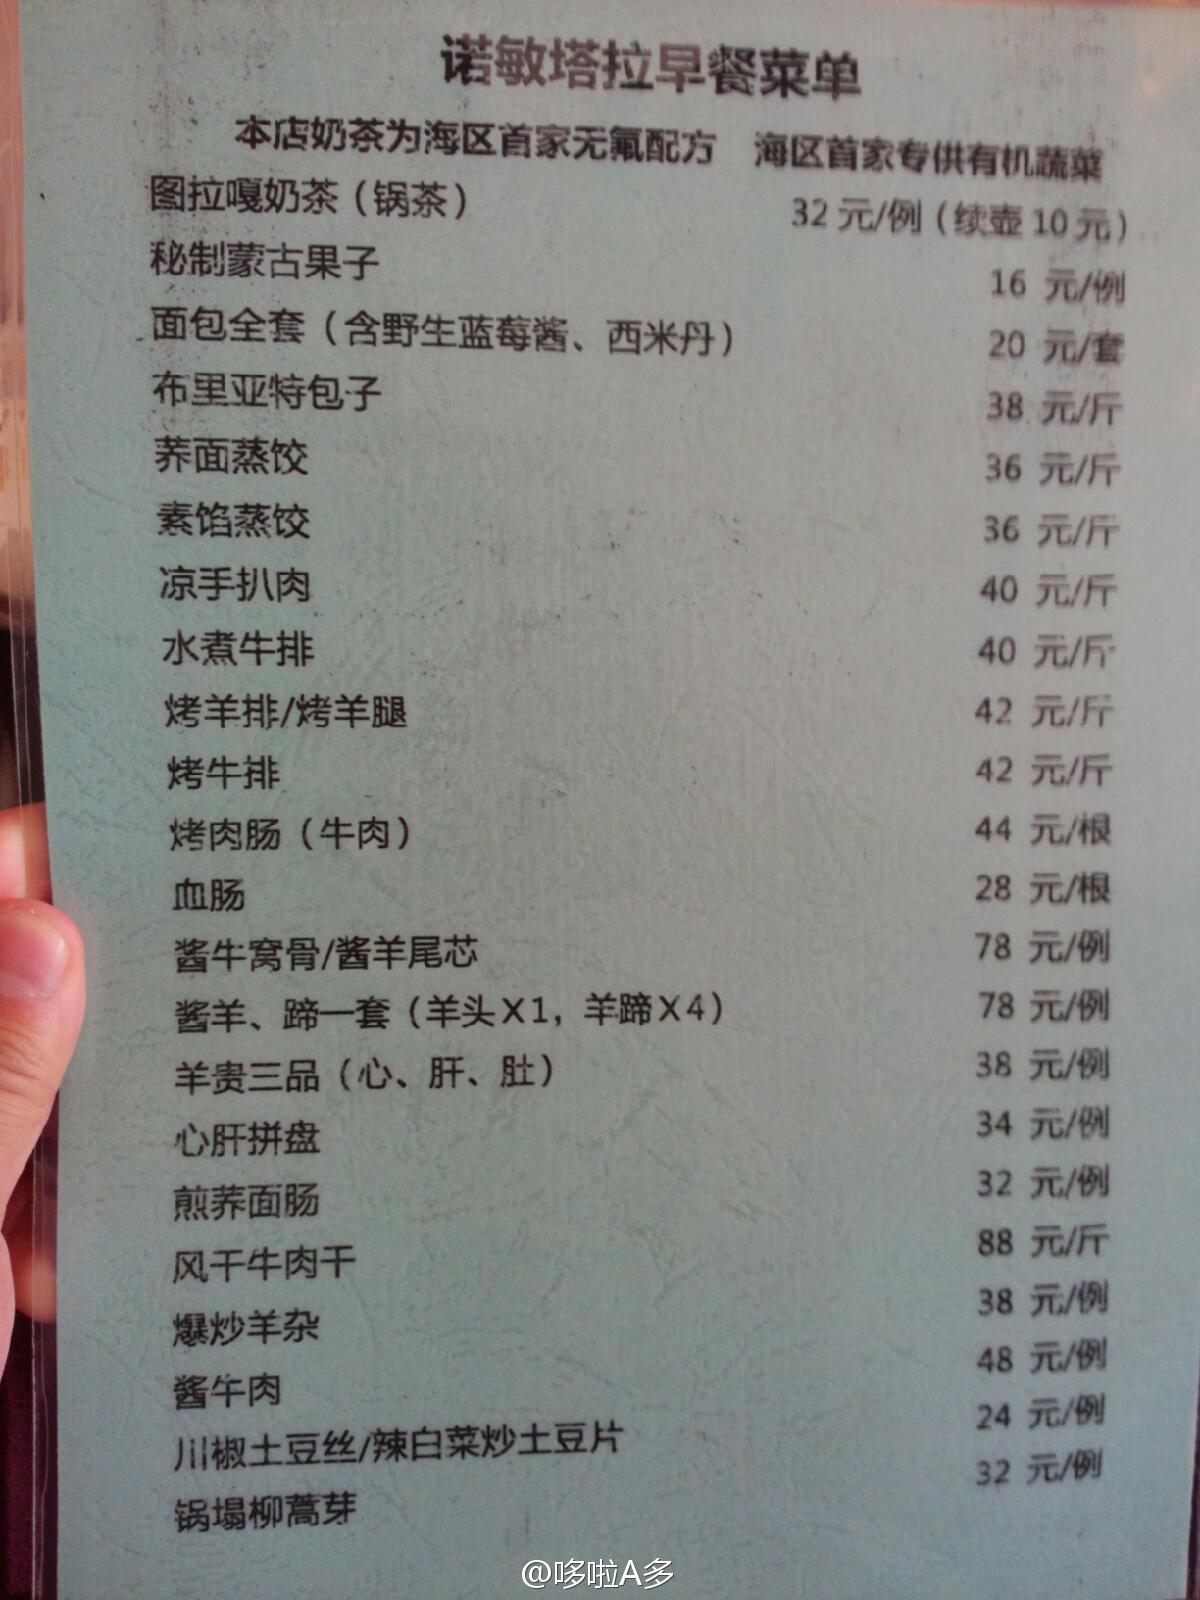 诺敏塔拉早餐菜单
本店奶茶为海区首家无氟配方 海区首家专供有机蔬菜
图拉嘎奶茶（锅茶） 32 元/例（续壶 10 元）
秘制蒙古果子 16 元/例
面包全套（含野生蓝莓酱、西米丹） 20 元/套
布里亚特包子 38 元/斤
荞面蒸饺 36 元/斤
素馅蒸饺 36 元/斤
凉手扒肉 40 元/斤
水煮牛排 40 元/斤
烤羊排/烤羊腿 42 元/斤
烤牛排 42 元/斤
烤肉肠（牛肉） 44 元/根
血肠 28 元/根
酱牛窝骨/酱羊尾芯 78 元/例
酱羊、蹄一套（羊头X1，羊蹄X4） 78 元/例
羊贵三品（心、肝、肚） 38 元/例
心肝拼盘 34 元/例
煎荞面肠 32 元/例
风干牛肉干 88 元/斤
爆炒羊杂 38 元/例
酱牛肉 48 元/例
川椒土豆丝/辣白菜炒土豆片 24 元/例
锅塌柳蒿芽 32 元/例
@哆啦A多